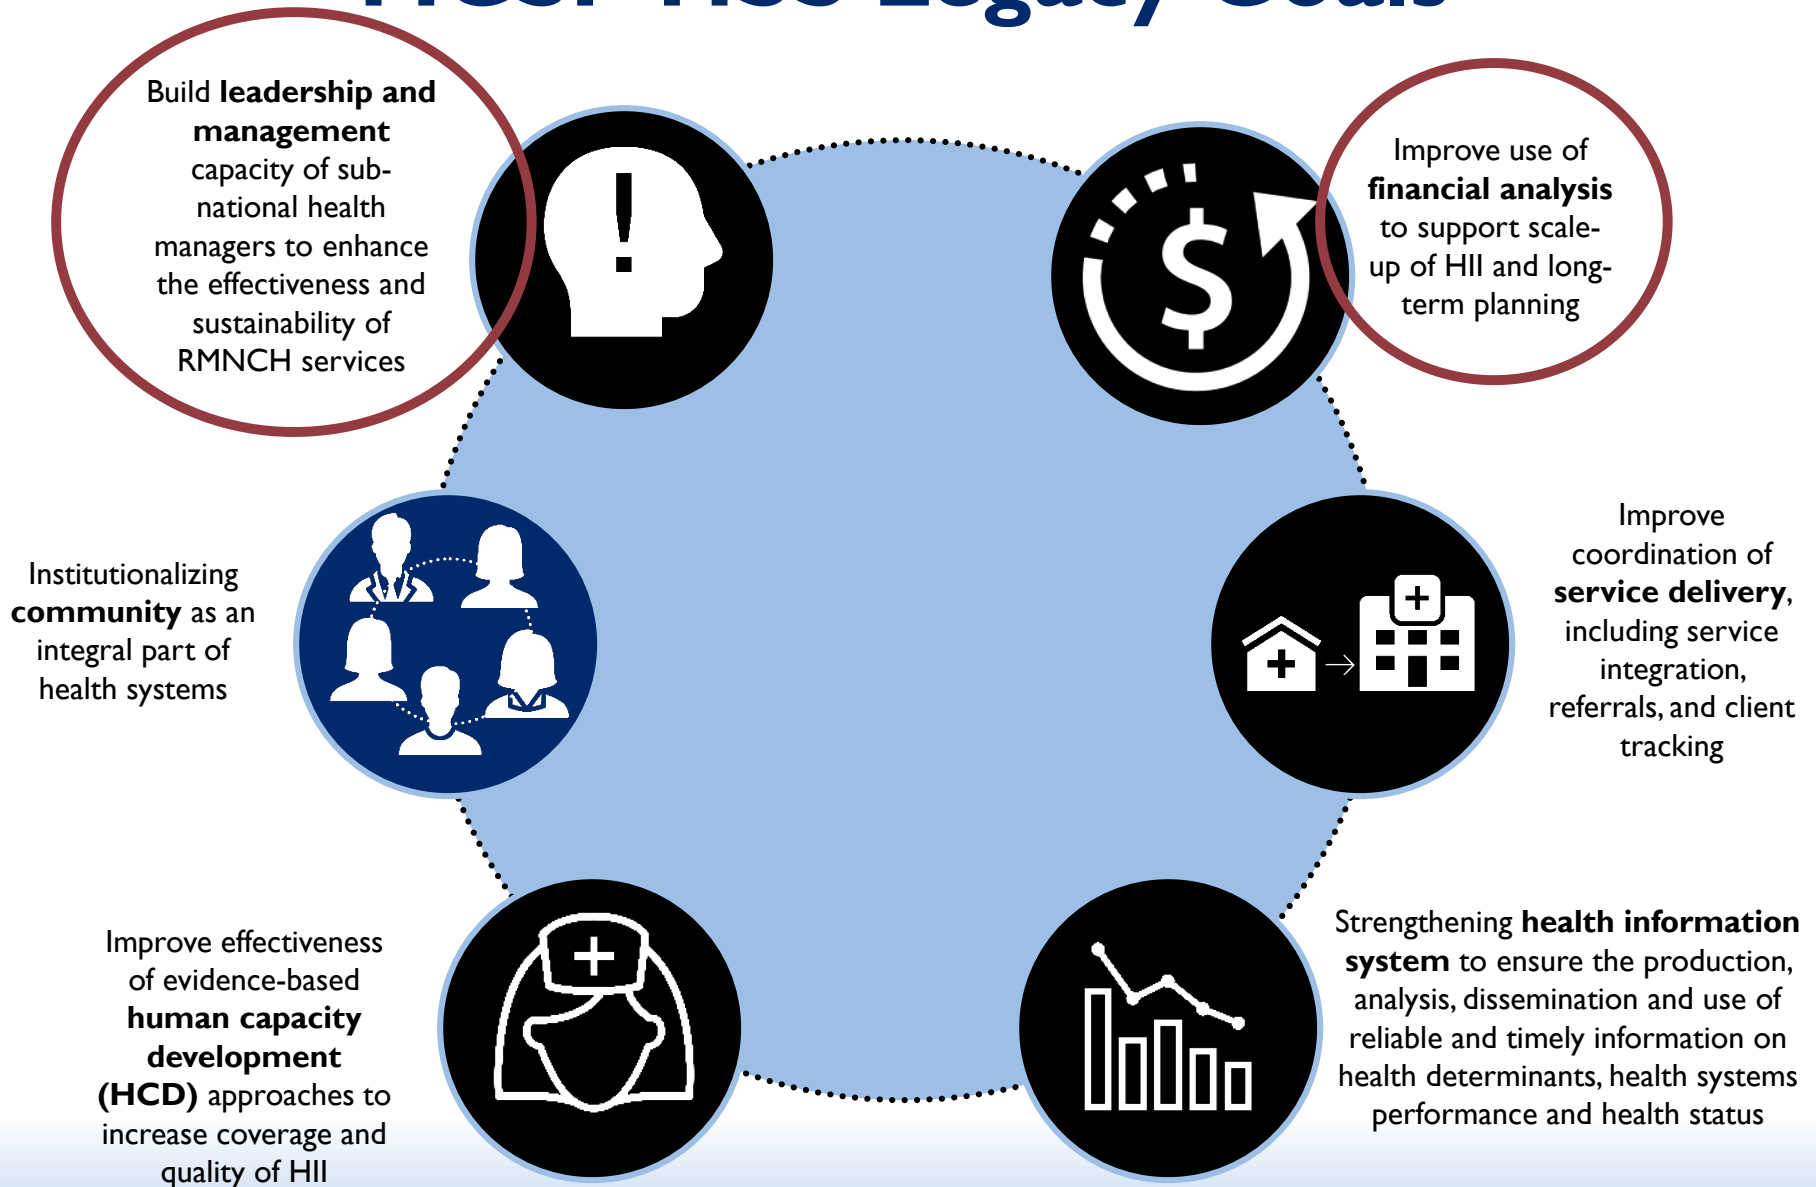 Legacy Goals
Build leadership and
management
capacity of sub-
national health
managers to enhance
the effectiveness and
sustainability of
RMNCH services
Improve use of
financial analysis
to support scale-
up of HII and long-
term planning
Institutionalizing
community as an
integral part of
health systems
Improve
coordination of
service delivery,
including service
integration,
referrals, and client
tracking
Improve effectiveness
of evidence-based
human capacity
development
(HCD) approaches to
increase coverage and
quality of HII
Strengthening health information
system to ensure the production,
analysis, dissemination and use of
reliable and timely information on
health determinants, health systems
performance and health status